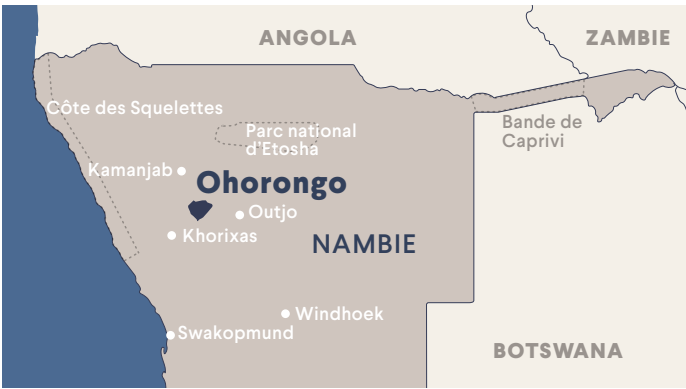 ANGOLA
ZAMBIE
Côte des Squelettes
Parc national
d'Etosha
Bande de
Caprivi
Kamanjab
Ohorongo
Outjo
Khorixas
NAMBIE
Windhoek
Swakopmund
BOTSWANA